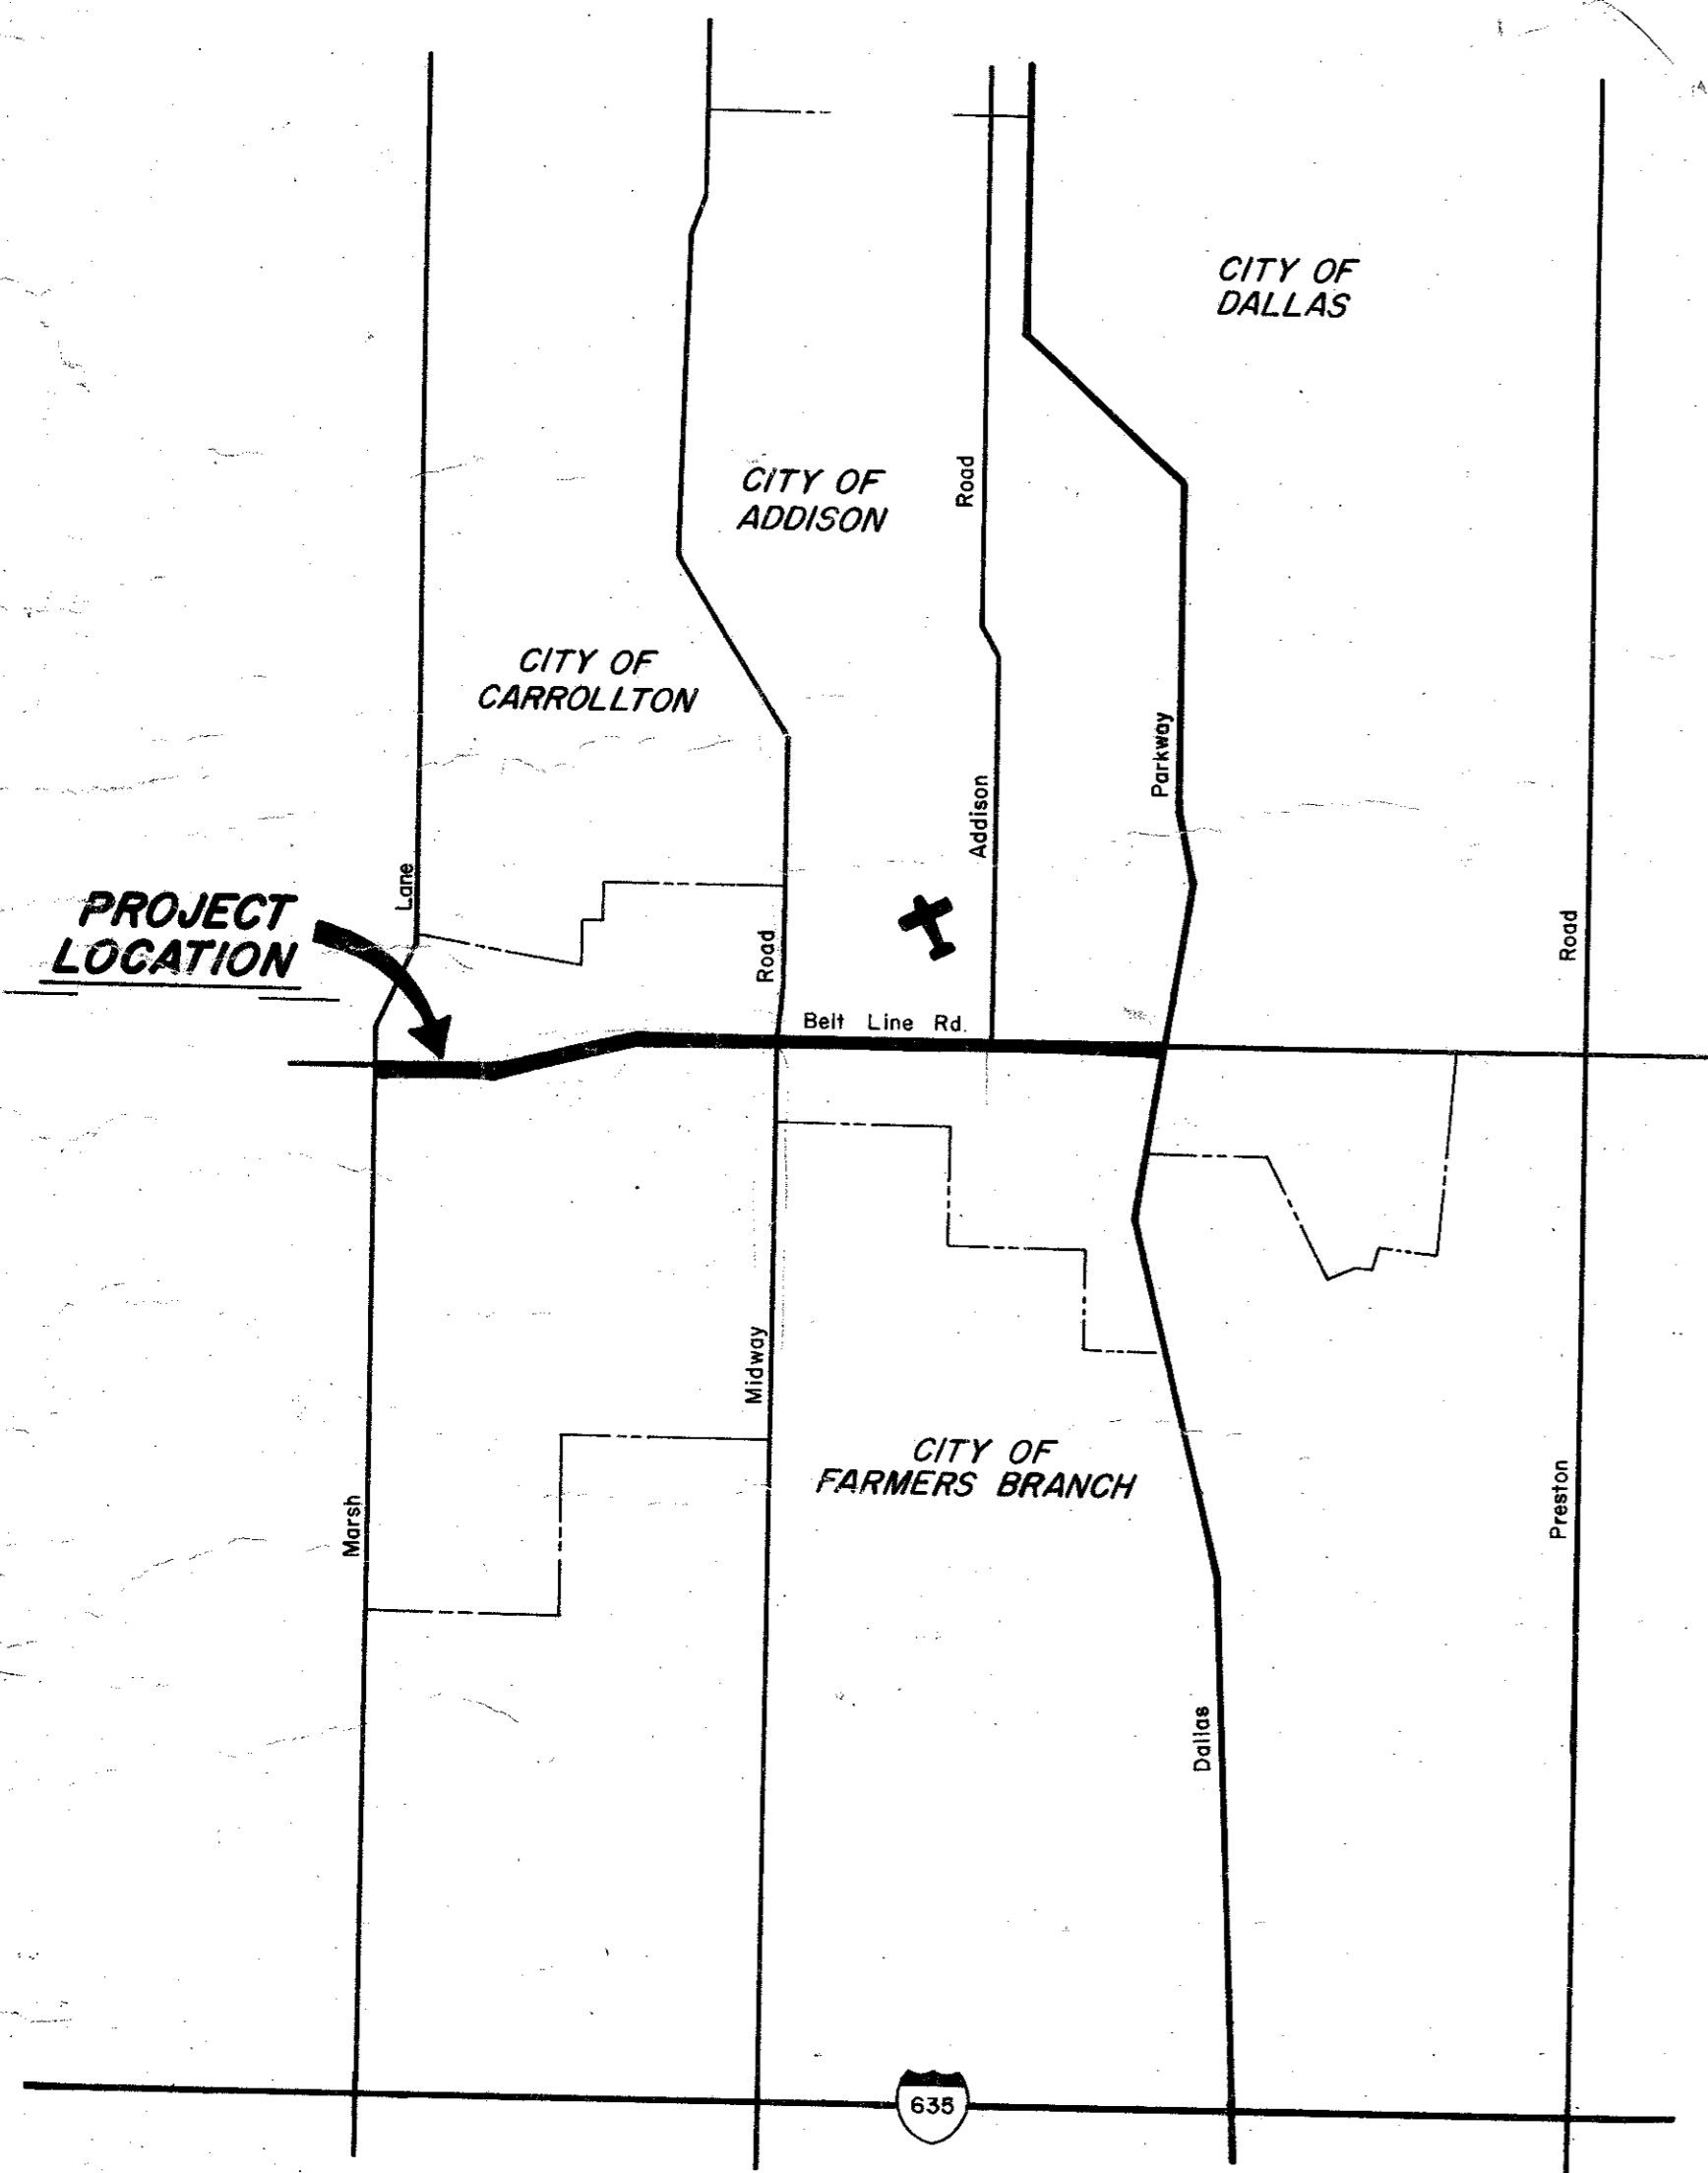 CITY OF
DALLAS
CITY OF
ADDISON
Road
CITY OF
CARROLLTON
Parkway
Addison
Lane
PROJECT
LOCATION
Road
Road
Belt Line Rd.
Midway
CITY OF
FARMERS BRANCH
Marsh
Preston
Dallas
635